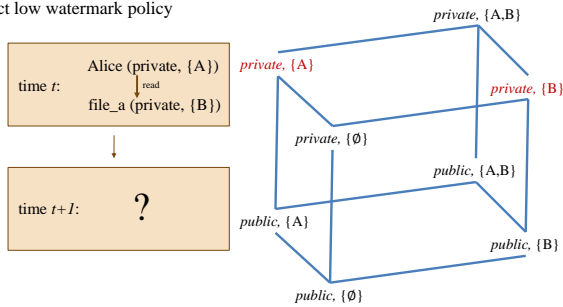 ct low watermark policy
time t:
Alice (private, {A})
read
file_a (private, {B})
time t+1:
?
private, {A,B}
private, {A}
private, {B}
private, {Ø}
public, {A,B}
public, {A}
public, {B}
public, {Ø}